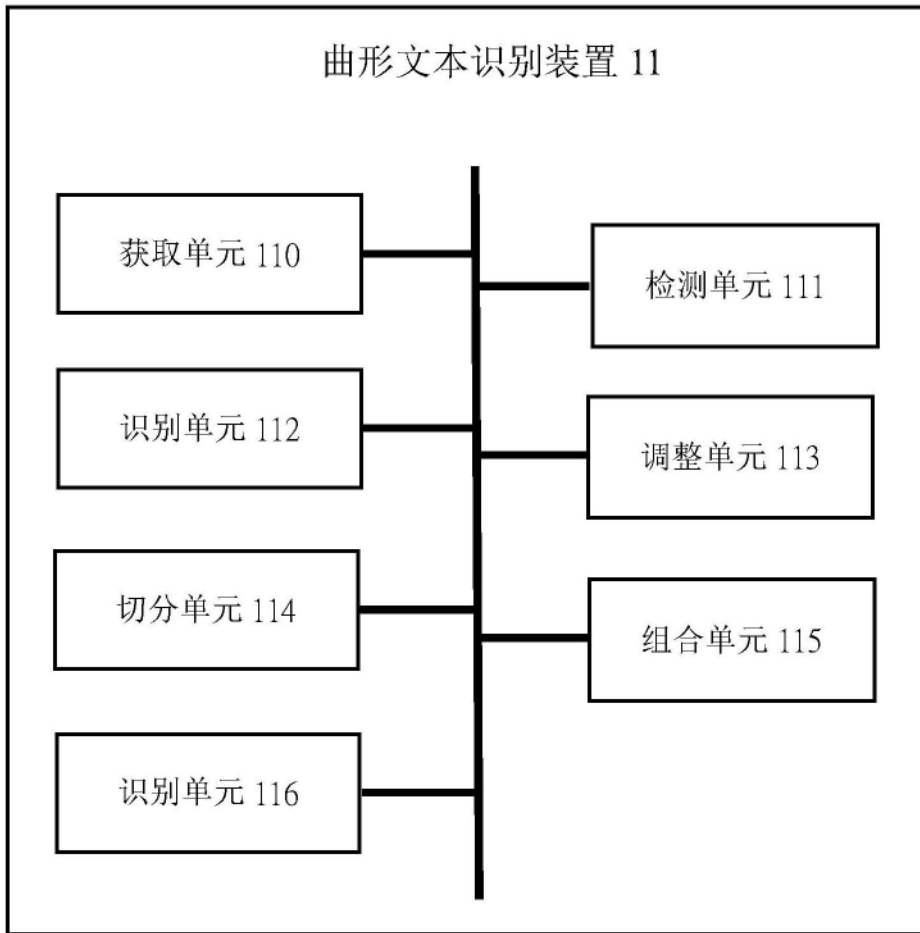 曲形文本识别装置 11
获取单元 110
检测单元 111
识别单元 112
调整单元 113
切分单元 114
组合单元 115
识别单元 116